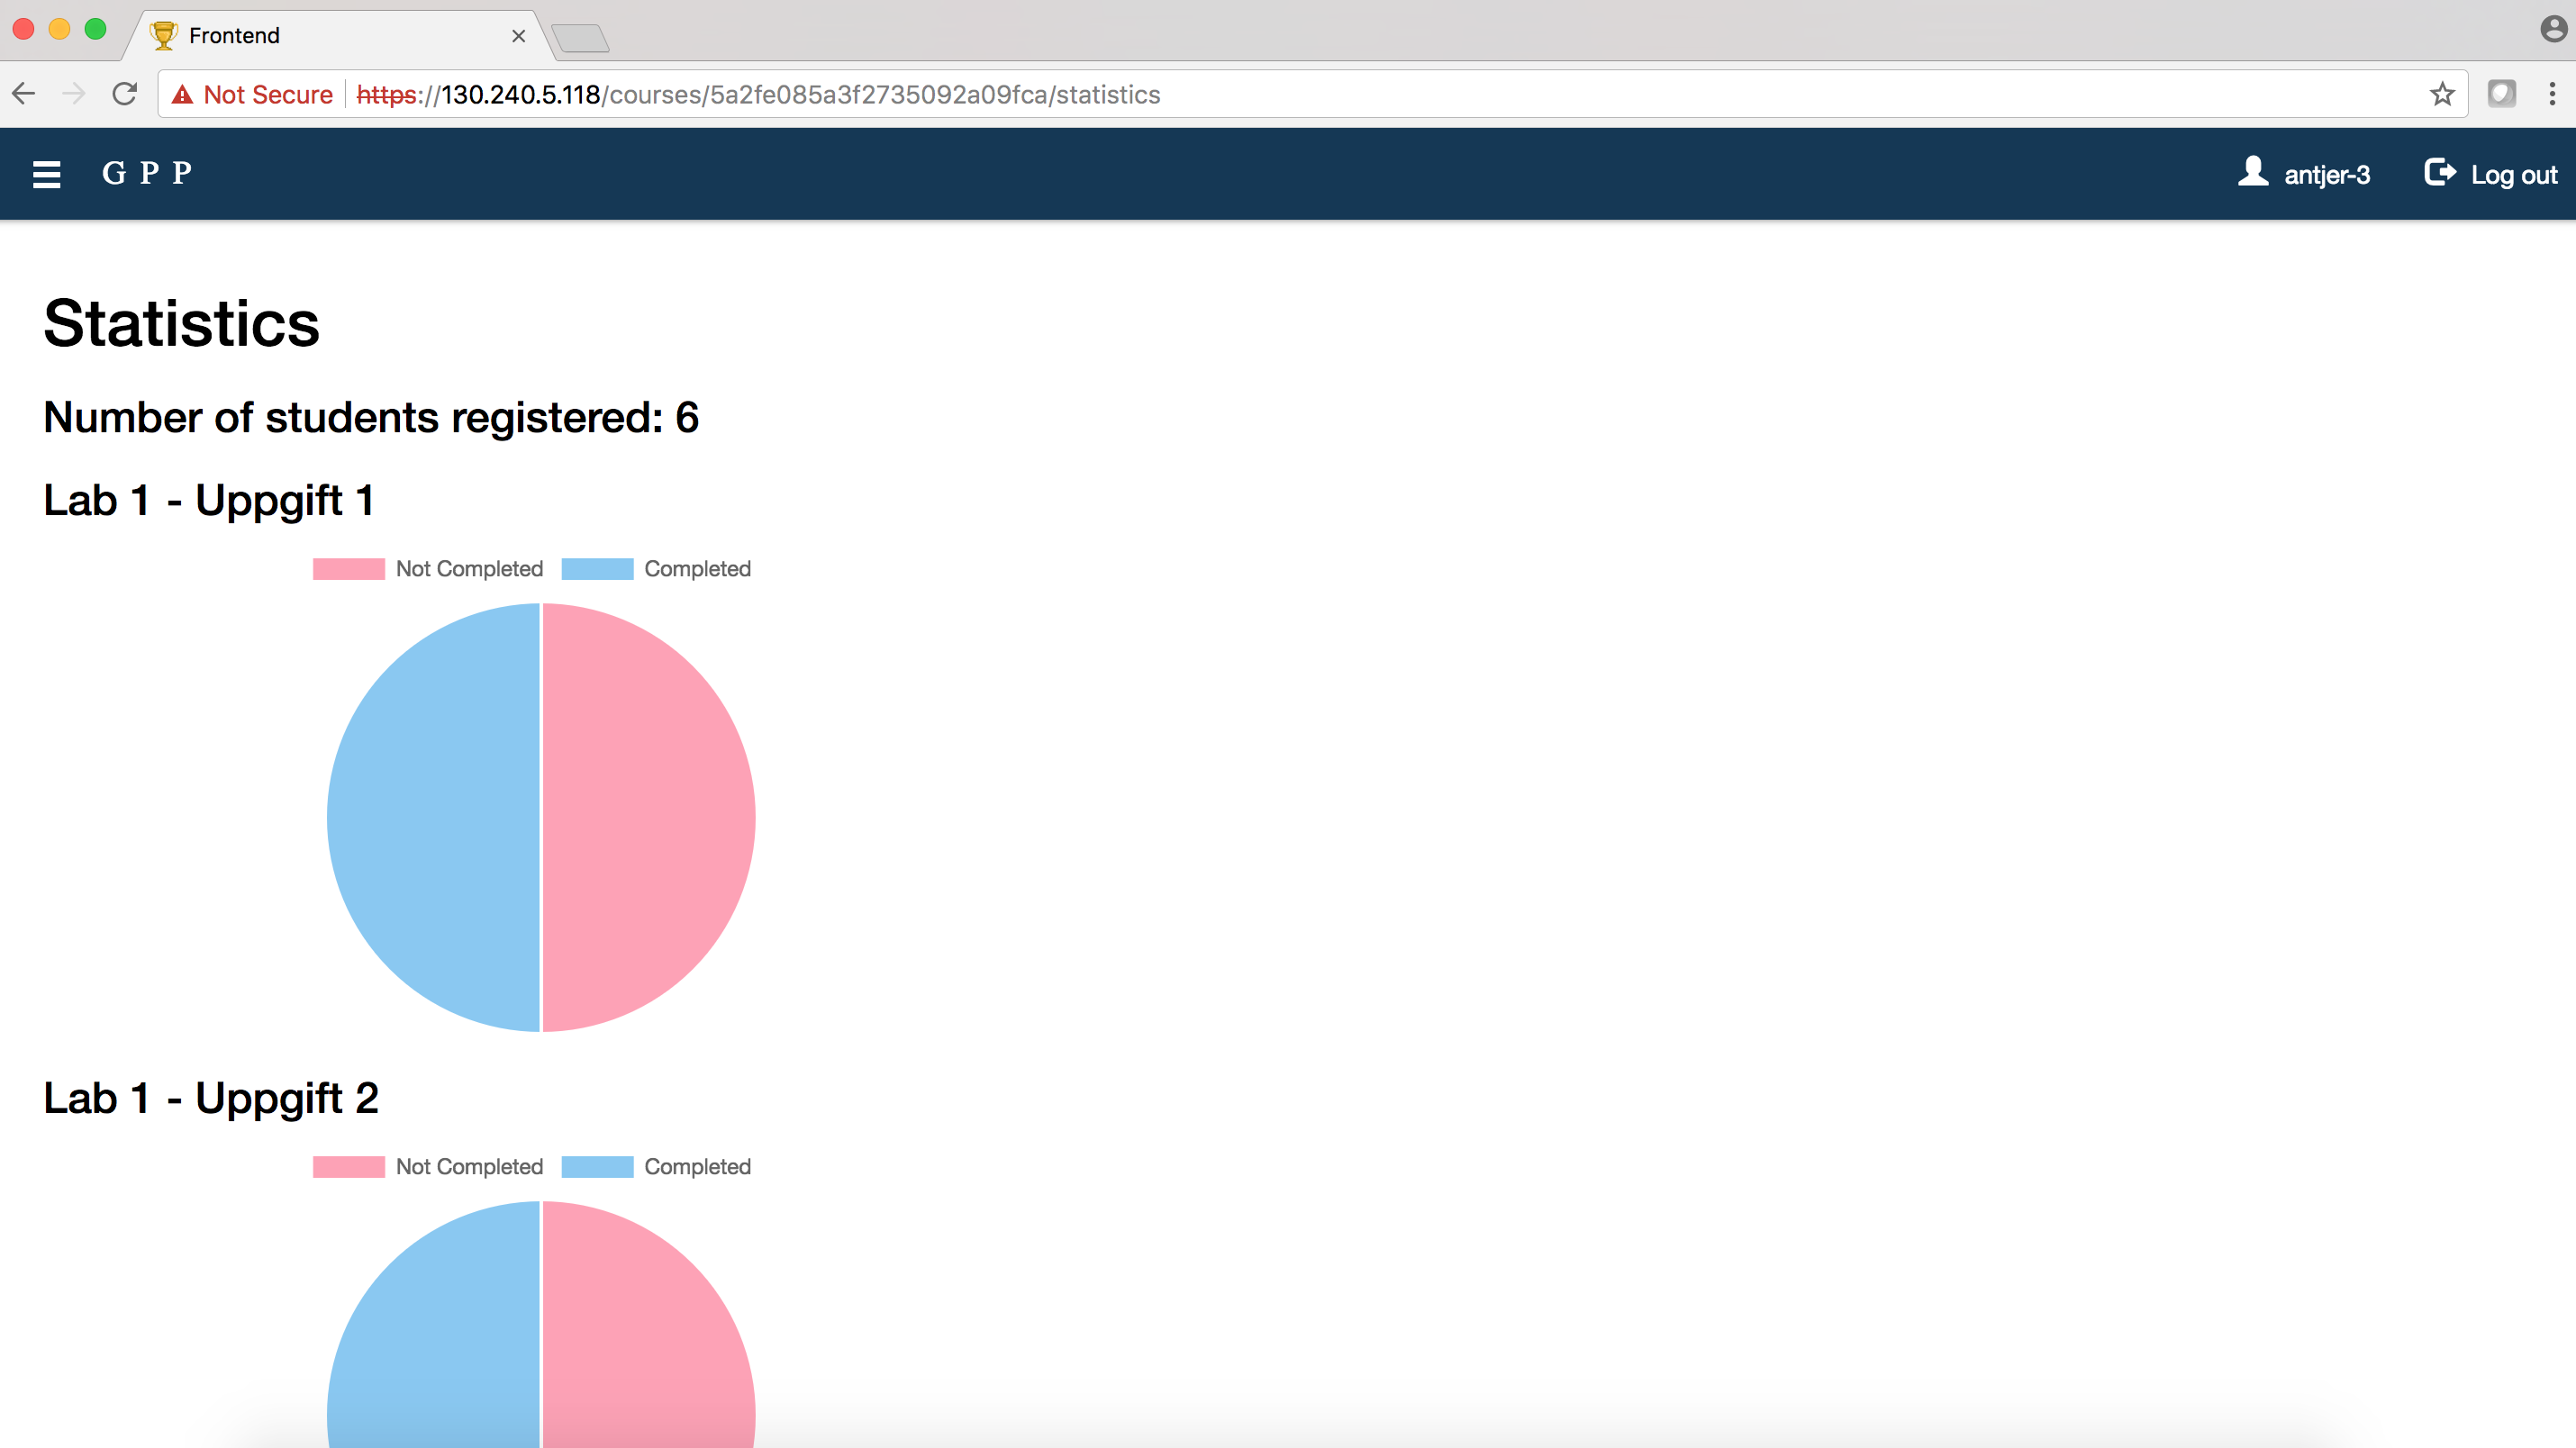 Frontend
Not Secure https://130.240.5.118/courses/5a2fe085a3f2735092a09fca/statistics
G P P antjer-3 Log out
Statistics
Number of students registered: 6
Lab 1 - Uppgift 1
Not Completed Completed
Lab 1 - Uppgift 2
Not Completed Completed